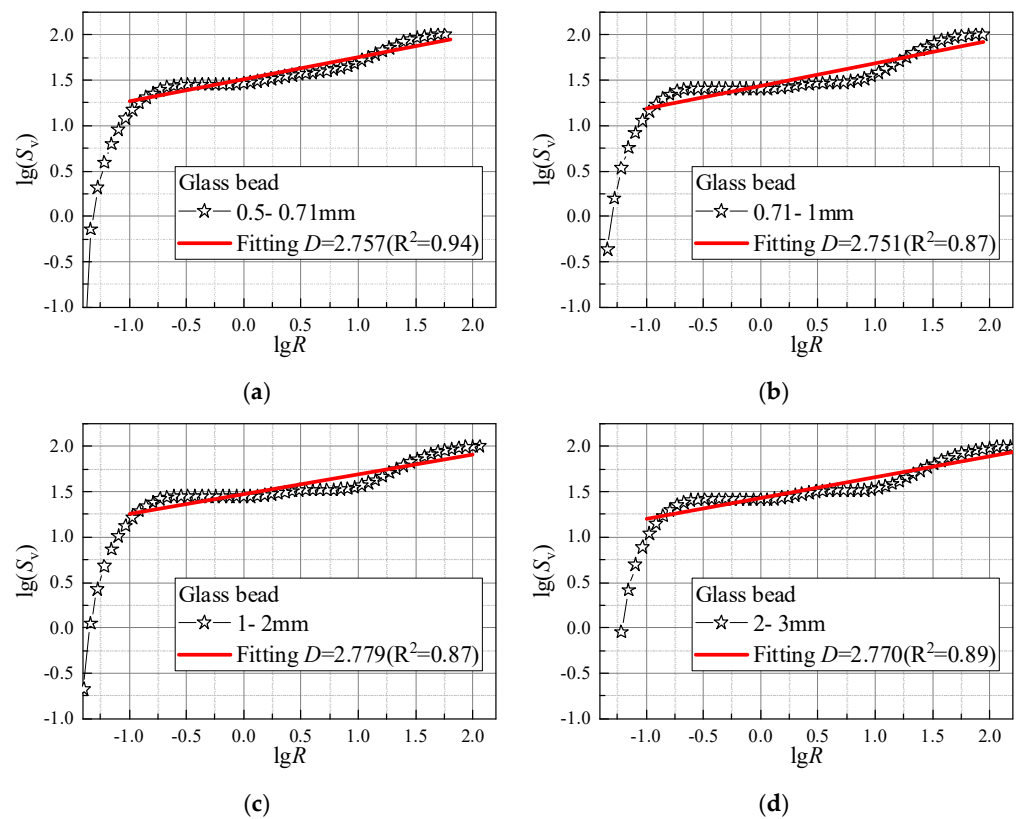 2.0
1.5
1.0
0.5
0.0
-0.5
-1.0
lg(Sv)
Glass bead
0.5- 0.71mm
Fitting D=2.757(R2=0.94)
-1.0 -0.5 0.0 0.5 1.0 1.5 2.0
lgR
(a)
2.0
1.5
1.0
0.5
0.0
-0.5
-1.0
lg(Sv)
Glass bead
0.71- 1mm
Fitting D=2.751(R2=0.87)
-1.0 -0.5 0.0 0.5 1.0 1.5 2.0
lgR
(b)
2.0
1.5
1.0
0.5
0.0
-0.5
-1.0
lg(Sv)
Glass bead
1- 2mm
Fitting D=2.779(R2=0.87)
-1.0 -0.5 0.0 0.5 1.0 1.5 2.0
lgR
(c)
2.0
1.5
1.0
0.5
0.0
-0.5
-1.0
lg(Sv)
Glass bead
2- 3mm
Fitting D=2.770(R2=0.89)
-1.0 -0.5 0.0 0.5 1.0 1.5 2.0
lgR
(d)